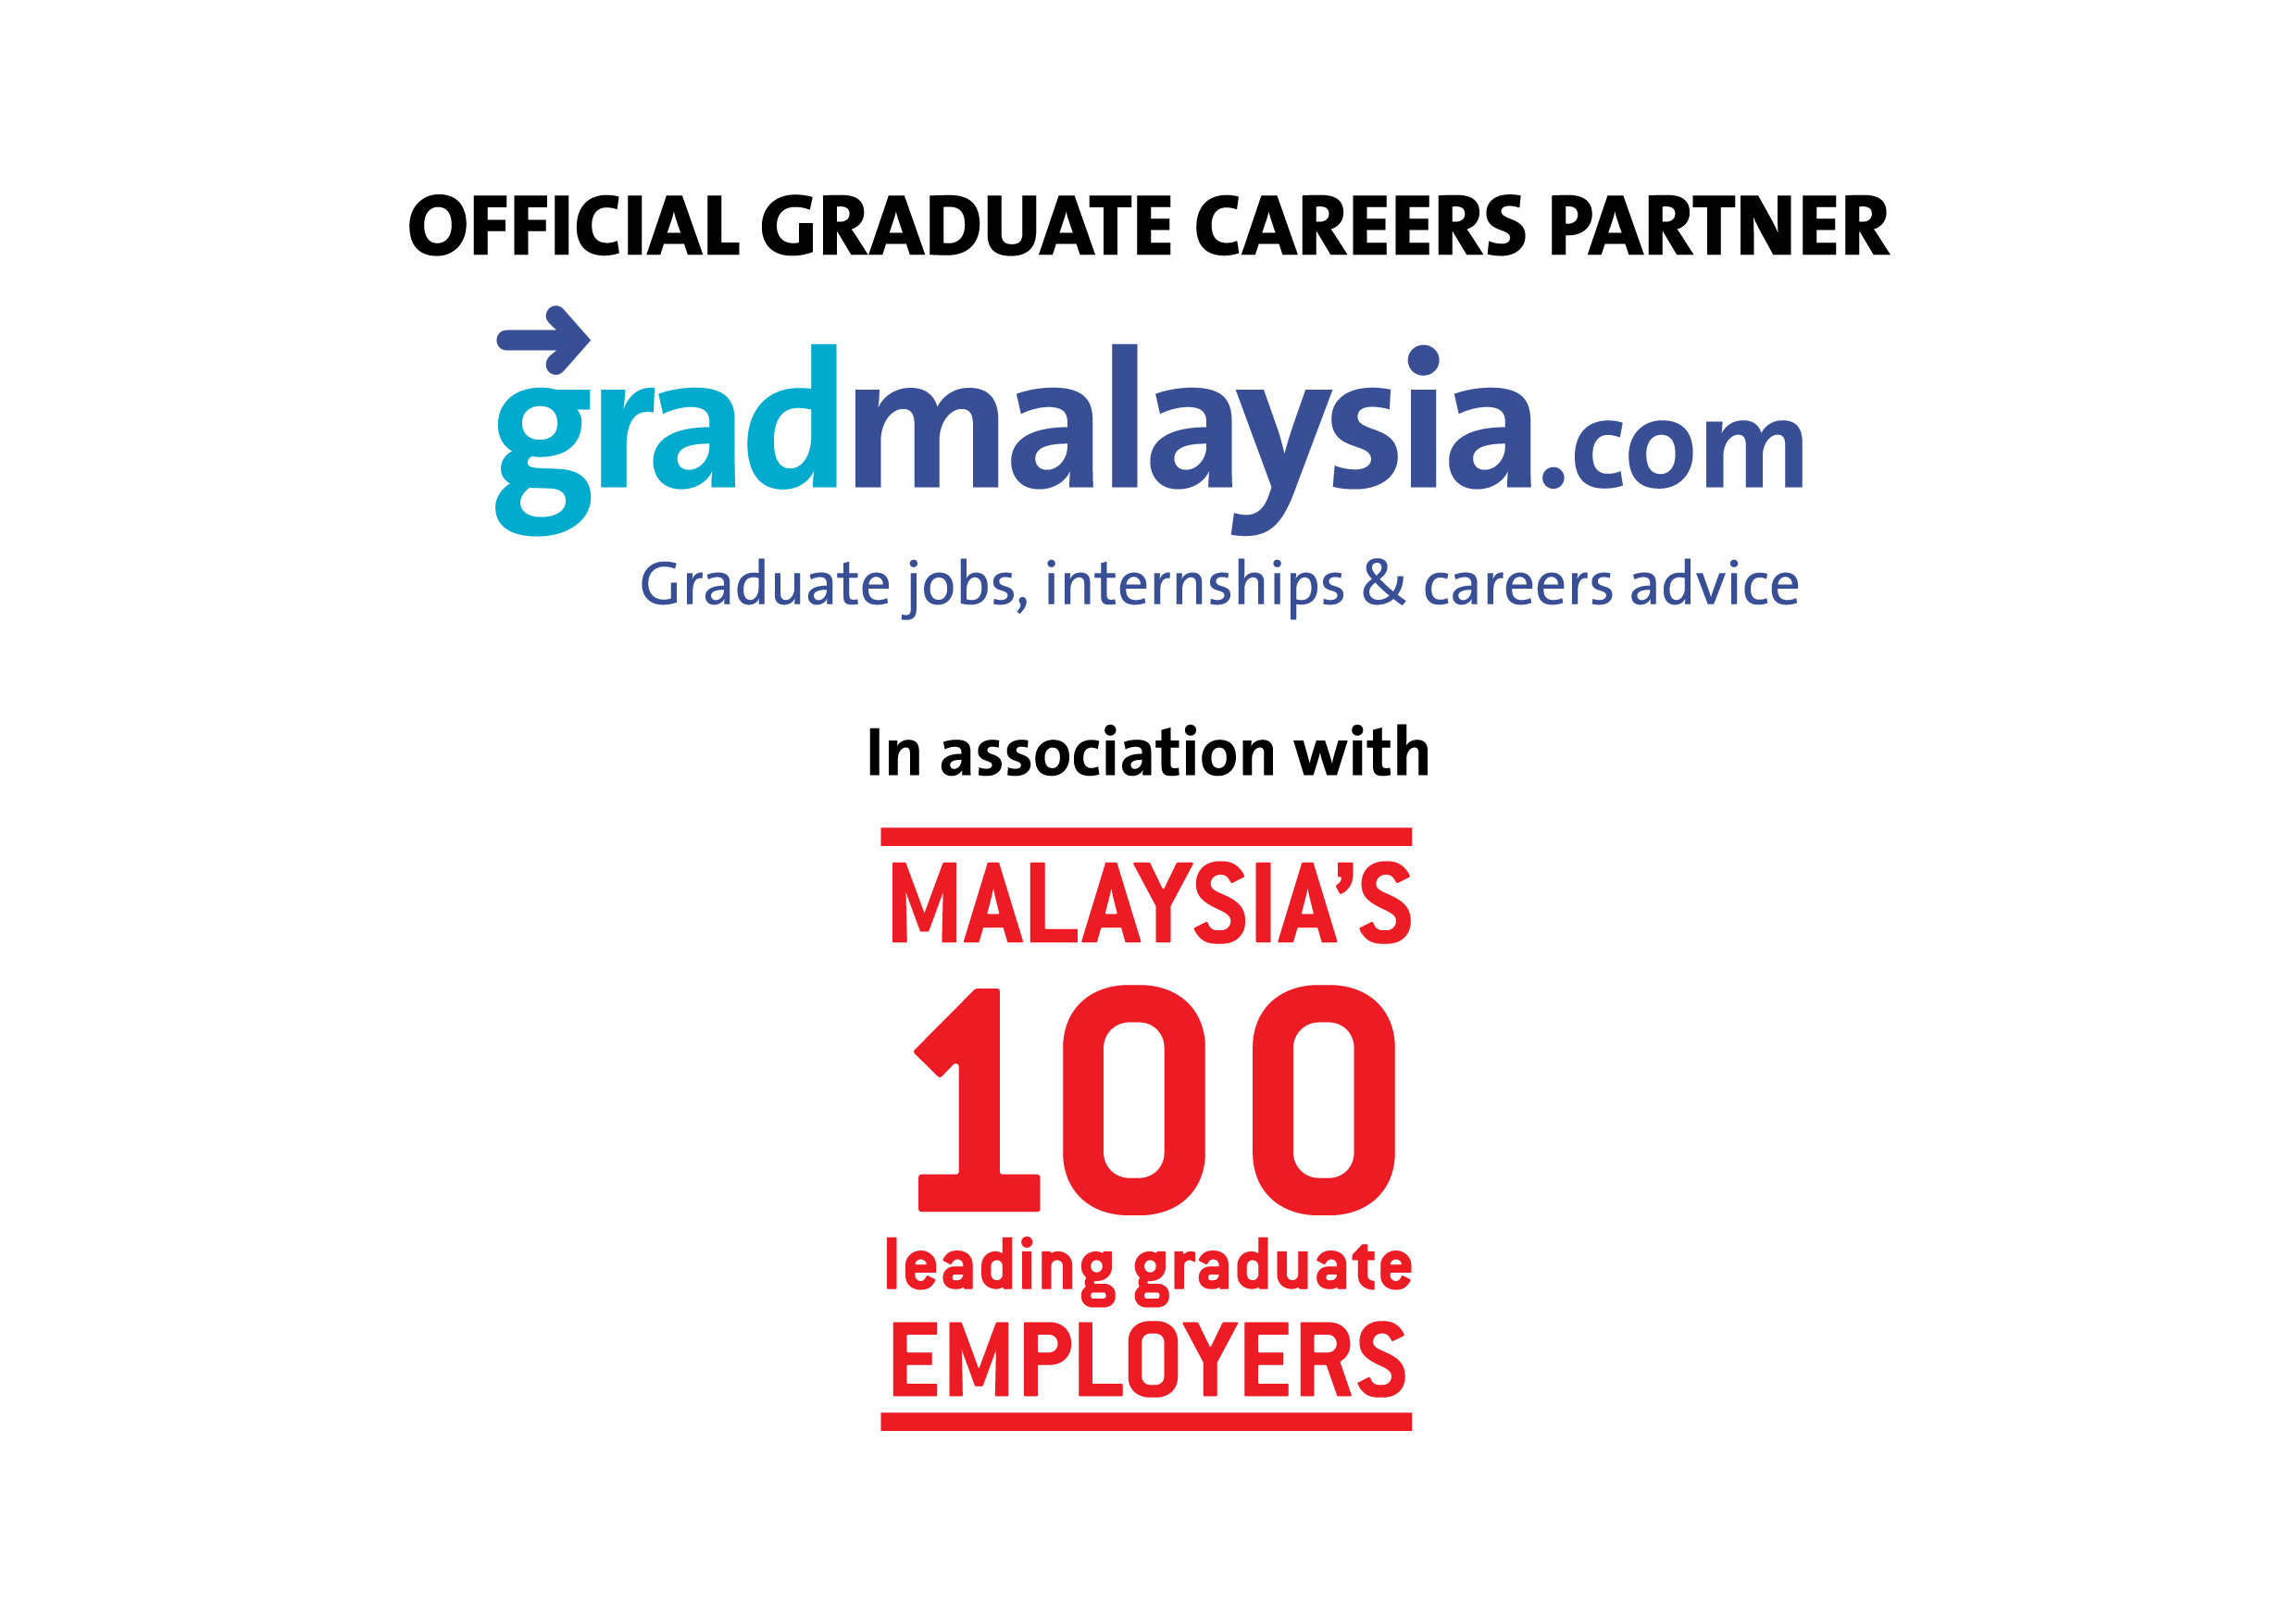 OFFICIAL GRADUATE CAREERS PARTNER
gradmalaysia.com
Graduate jobs, internships & careers advice
In association with
MALAYSIA’S
100
leading graduate
EMPLOYERS